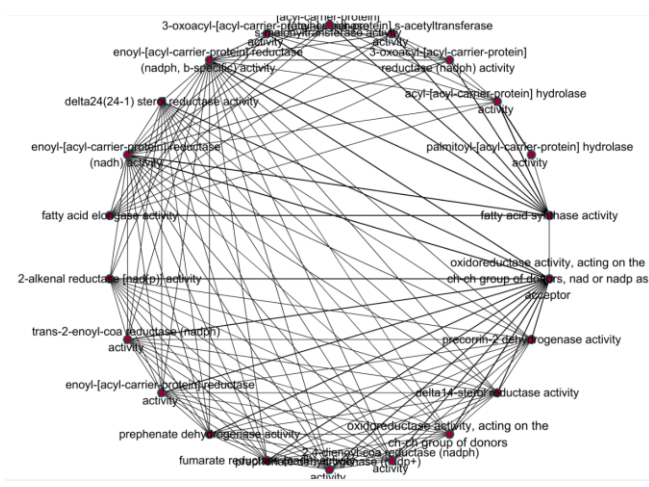 [acyl-carrier-protein]
3-oxoacyl-[acyl-carrier-protein]
s-acetyltransferase
s-malonyltransferase activity
activity
activity
enoyl-[acyl-carrier-protein] reductase
(nadph, b-specific) activity
3-oxoacyl-[acyl-carrier-protein]
reductase (nadph) activity
delta24(24-1) sterol reductase activity
acyl-[acyl-carrier-protein] hydrolase
activity
enoyl-[acyl-carrier-protein] reductase
(nadh) activity
palmitoyl-[acyl-carrier-protein] hydrolase
activity
fatty acid elongase activity
fatty acid synthase activity
2-alkenal reductase [nad(p)] activity
oxidoreductase activity, acting on the
ch-ch group of donors, nad or nadp as
acceptor
trans-2-enoyl-coa reductase (nadph)
activity
precorrin-2 dehydrogenase activity
enoyl-[acyl-carrier-protein] reductase
activity
delta14-sterol reductase activity
prephenate dehydrogenase activity
oxidoreductase activity, acting on the
ch-ch group of donors
2,4-dienoyl-coa reductase (nadph)
activity
fumarate reductase
(nadp+)
activity